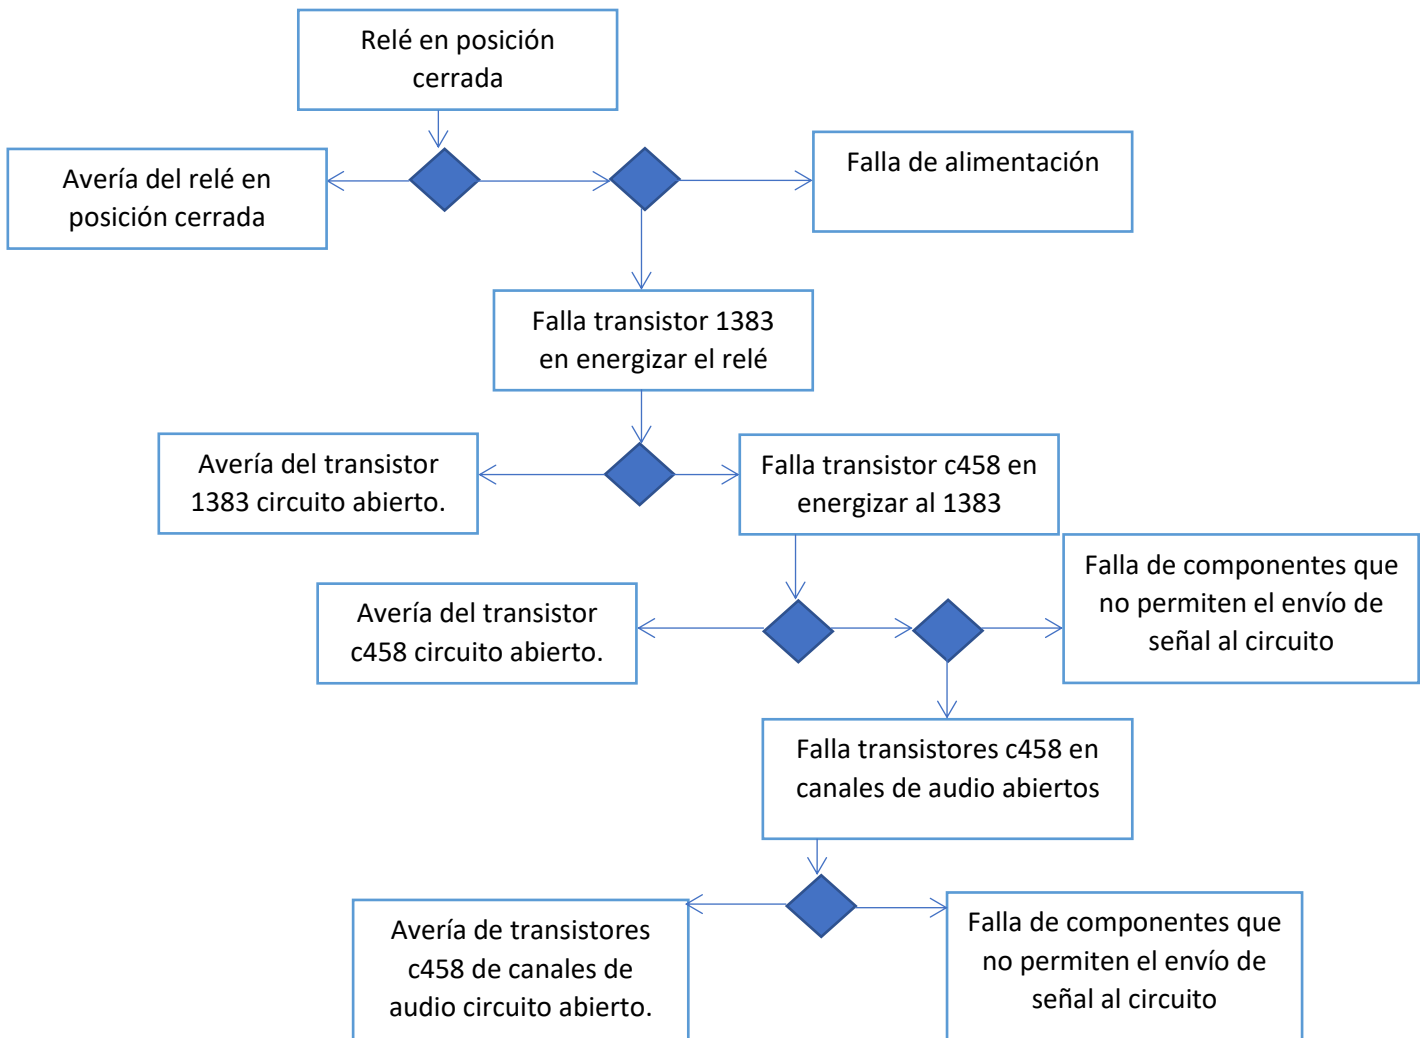 Relé en posición
cerrada
Avería del relé en
posición cerrada
Falla de alimentación
Falla transistor 1383
en energizar el relé
Avería del transistor
1383 circuito abierto.
Falla transistor c458 en
energizar al 1383
Avería del transistor
c458 circuito abierto.
Falla de componentes que
no permiten el envío de
señal al circuito
Falla transistores c458 en
canales de audio abiertos
Avería de transistores
c458 de canales de
audio circuito abierto.
Falla de componentes que
no permiten el envío de
señal al circuito